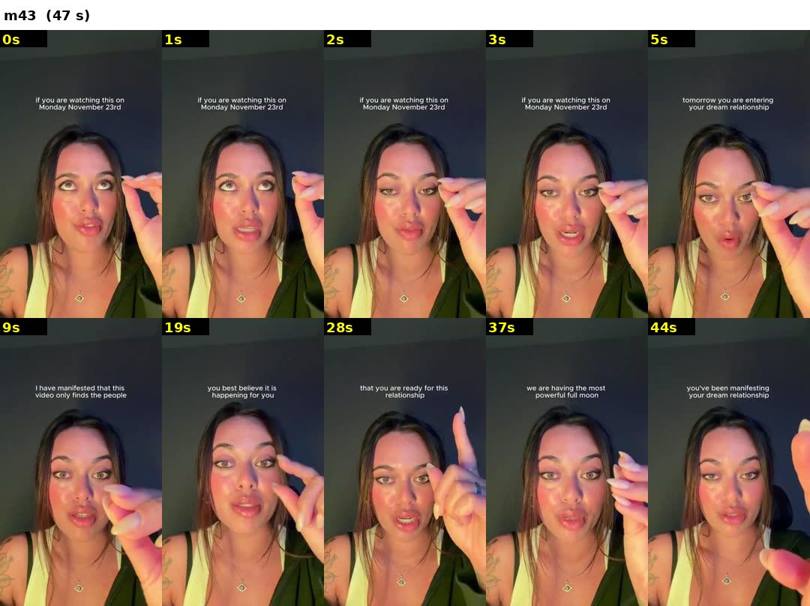 m43 (47 s)
0s
1s
2s
3s
5s
if you are watching this on
Monday November 23rd
if you are watching this on
Monday November 23rd
if you are watching this on
Monday November 23rd
if you are watching this on
Monday November 23rd
tomorrow you are entering
your dream relationship
9s
19s
28s
37s
44s
I have manifested that this
video only finds the people
you best believe it is
happening for you
that you are ready for this
relationship
we are having the most
powerful full moon
you've been manifesting
your dream relationship